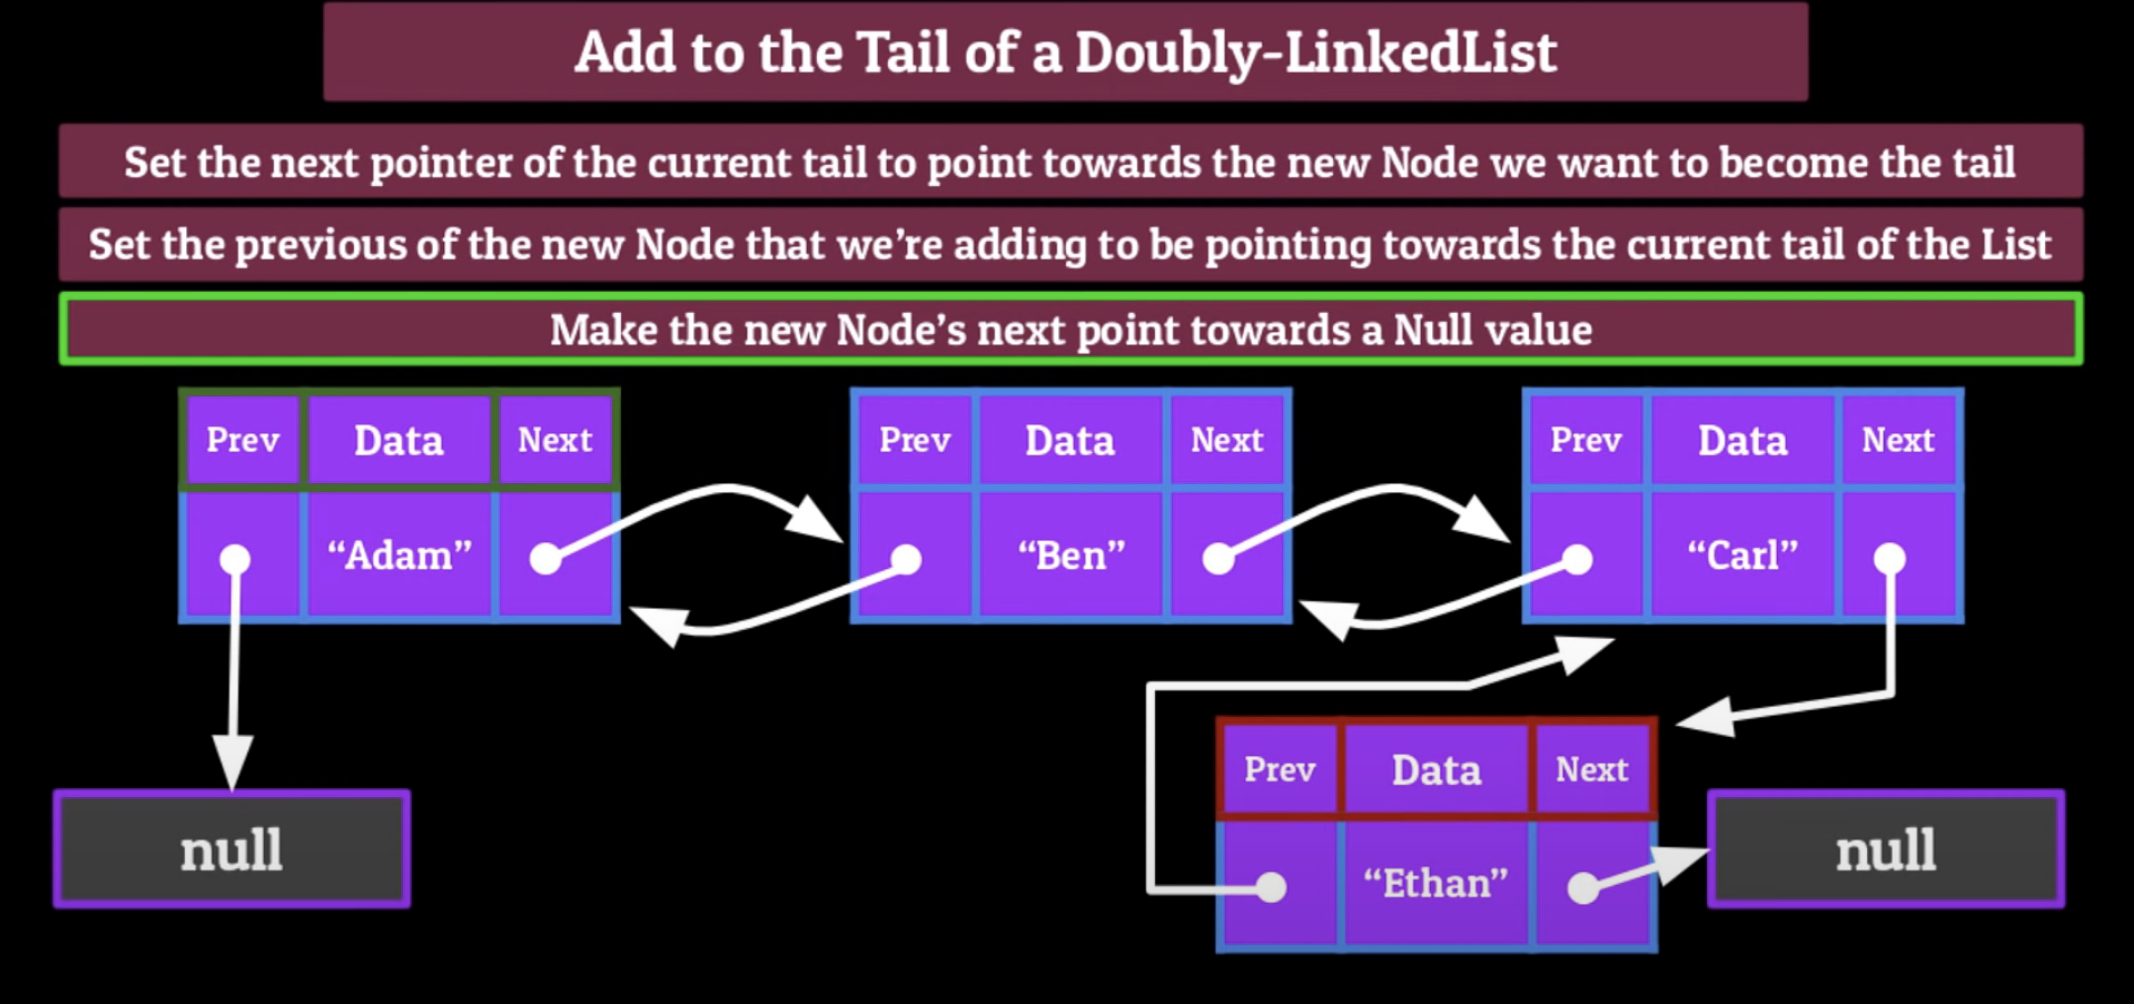 Add to the Tail of a Doubly-LinkedList
Set the next pointer of the current tail to point towards the new Node we want to become the tail
Set the previous of the new Node that we’re adding to be pointing towards the current tail of the List
Make the new Node’s next point towards a Null value
Prev Data Next
“Adam”
Prev Data Next
“Ben”
Prev Data Next
“Carl”
null
Prev Data Next
“Ethan”
null